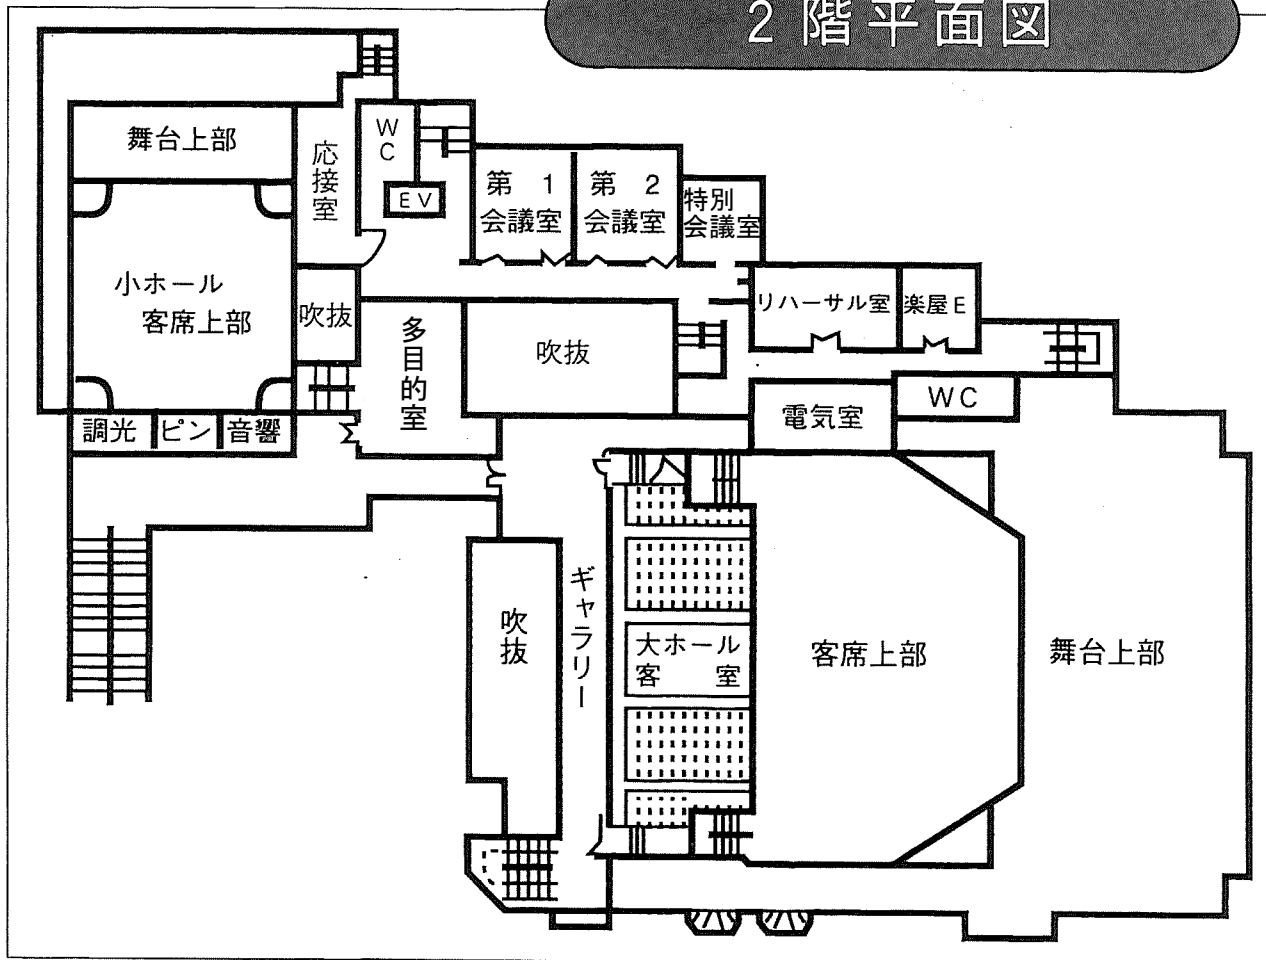 2階平面図
舞台上部
応接室
WC
EV
第1
会議室
第2
会議室
特別
会議室
小ホール
客席上部
吹抜
多目的室
吹抜
リハーサル室
楽屋E
調光
ピン
音響
電気室
WC
吹抜
ギャラリー
大ホール
客室
客席上部
舞台上部